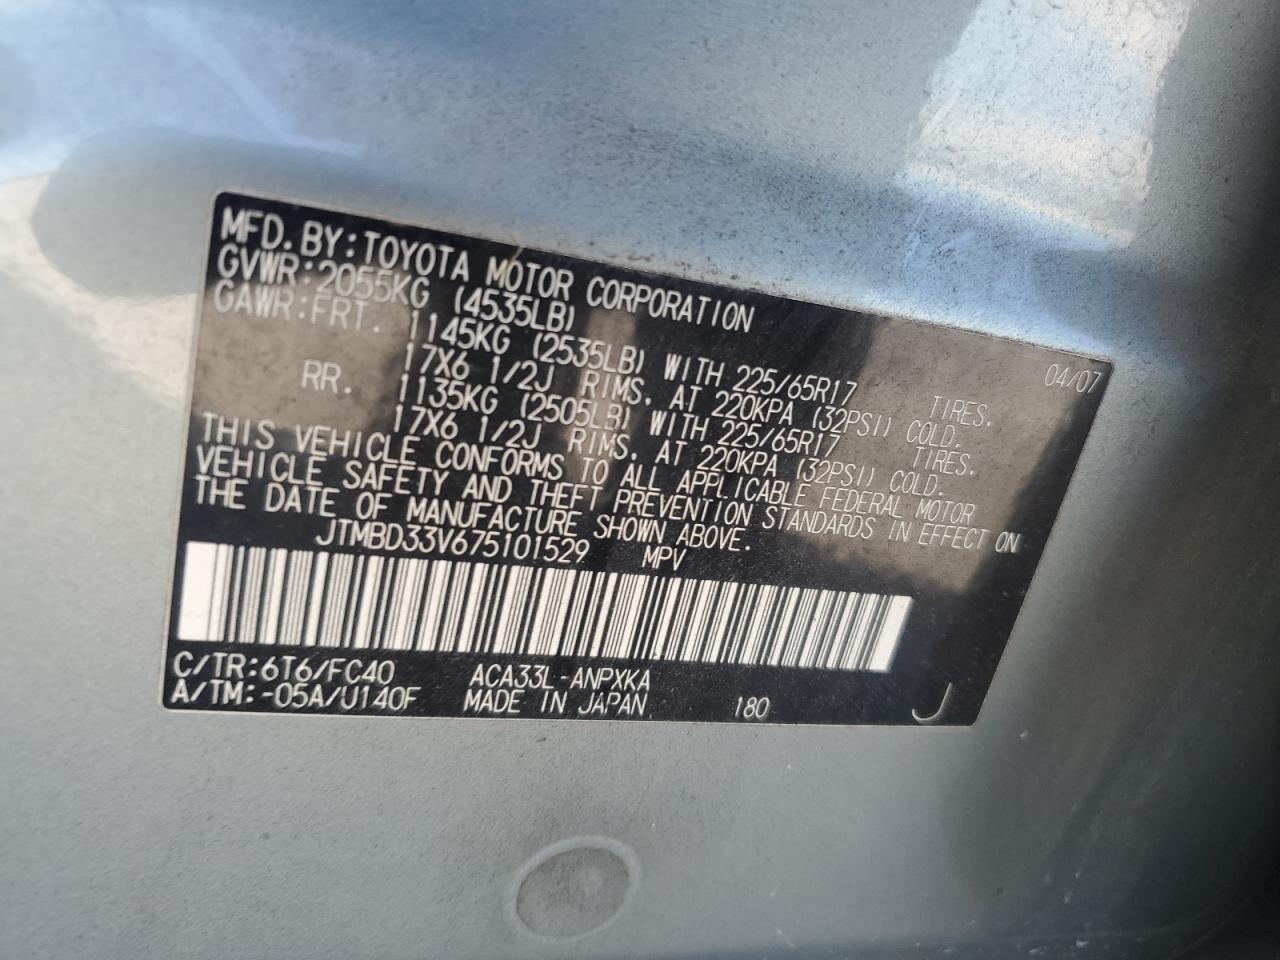 MFD. BY: TOYOTA MOTOR CORPORATION 04/07
GVWR: 2055KG (4535LB)
GAWR: FRT. 1145KG (2535LB) WITH 225/65R17 TIRES.
17X6 1/2J RIMS. AT 220KPA (32PSI) COLD.
RR. 1135KG (2505LB) WITH 225/65R17 TIRES.
17X6 1/2J RIMS. AT 220KPA (32PSI) COLD.
THIS VEHICLE CONFORMS TO ALL APPLICABLE FEDERAL MOTOR
VEHICLE SAFETY AND THEFT PREVENTION STANDARDS IN EFFECT ON
THE DATE OF MANUFACTURE SHOWN ABOVE.
JTMBD33V675101529 MPV
C/TR: 6T6/FC40 ACA33L-ANPXKA
A/TM: -05A/U140F MADE IN JAPAN 180 J